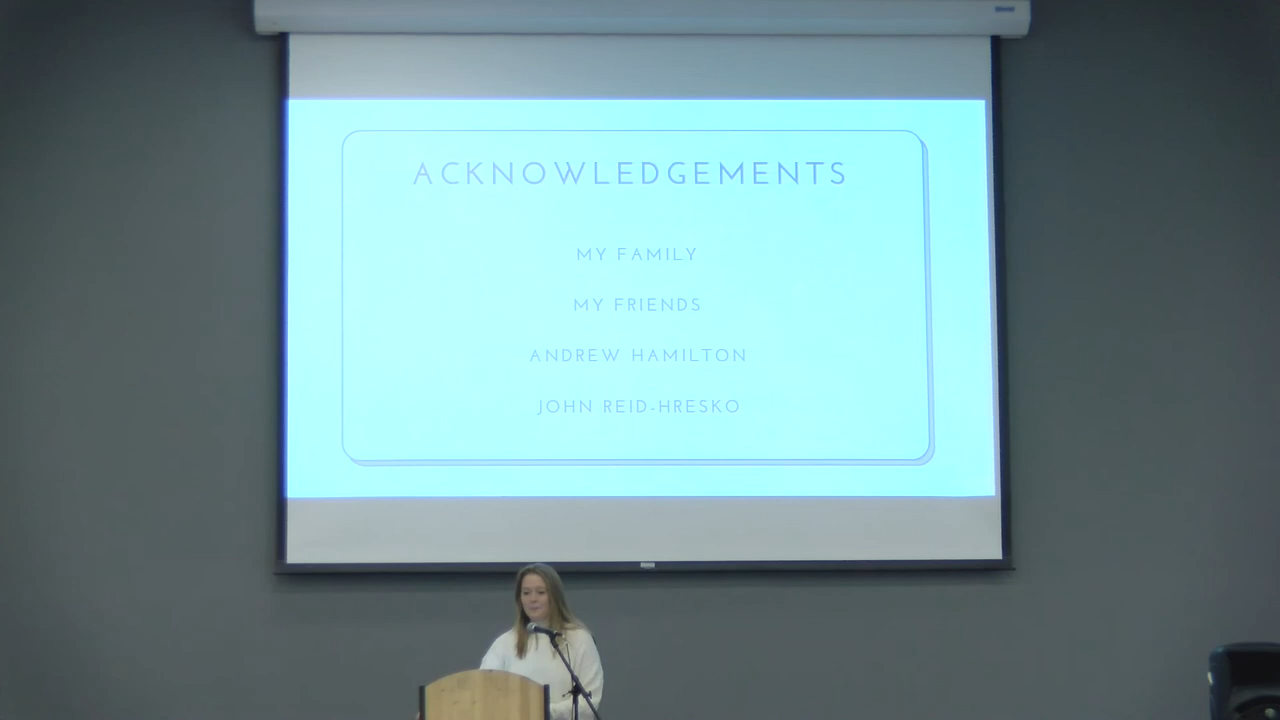 ACKNOWLEDGEMENTS
MY FAMILY
MY FRIENDS
ANDREW HAMILTON
JOHN REID-HRESKO